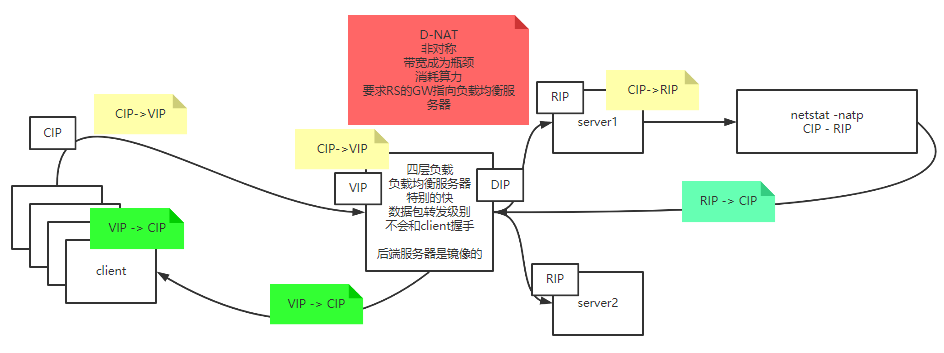 D-NAT
非对称
带宽成为瓶颈
消耗算力
要求RS的GW指向负载均衡服
务器
CIP->VIP
CIP
CIP->VIP
VIP
四层负载
负载均衡服务器
特别的快
数据包转发级别
不会和client握手
后端服务器是镜像的
DIP
RIP
CIP->RIP
server1
netstat -natp
CIP - RIP
RIP -> CIP
VIP -> CIP
client
VIP -> CIP
RIP
server2